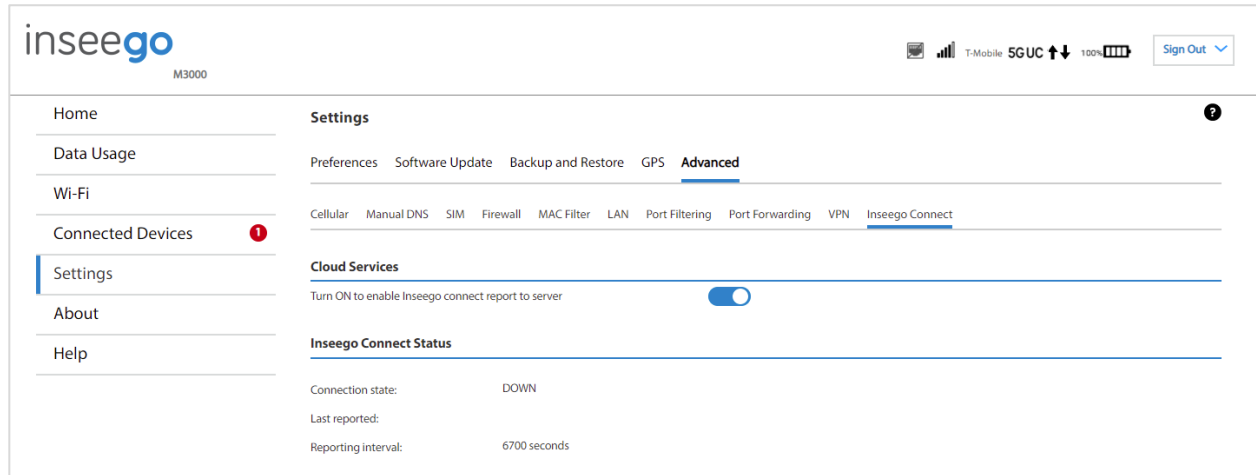 inseego
M3000
T-Mobile 5G UC 100%
Sign Out
Home
Data Usage
Wi-Fi
Connected Devices 1
Settings
About
Help
Settings ?
Preferences Software Update Backup and Restore GPS Advanced
Cellular Manual DNS SIM Firewall MAC Filter LAN Port Filtering Port Forwarding VPN Inseego Connect
Cloud Services
Turn ON to enable Inseego connect report to server
Inseego Connect Status
Connection state: DOWN
Last reported:
Reporting interval: 6700 seconds